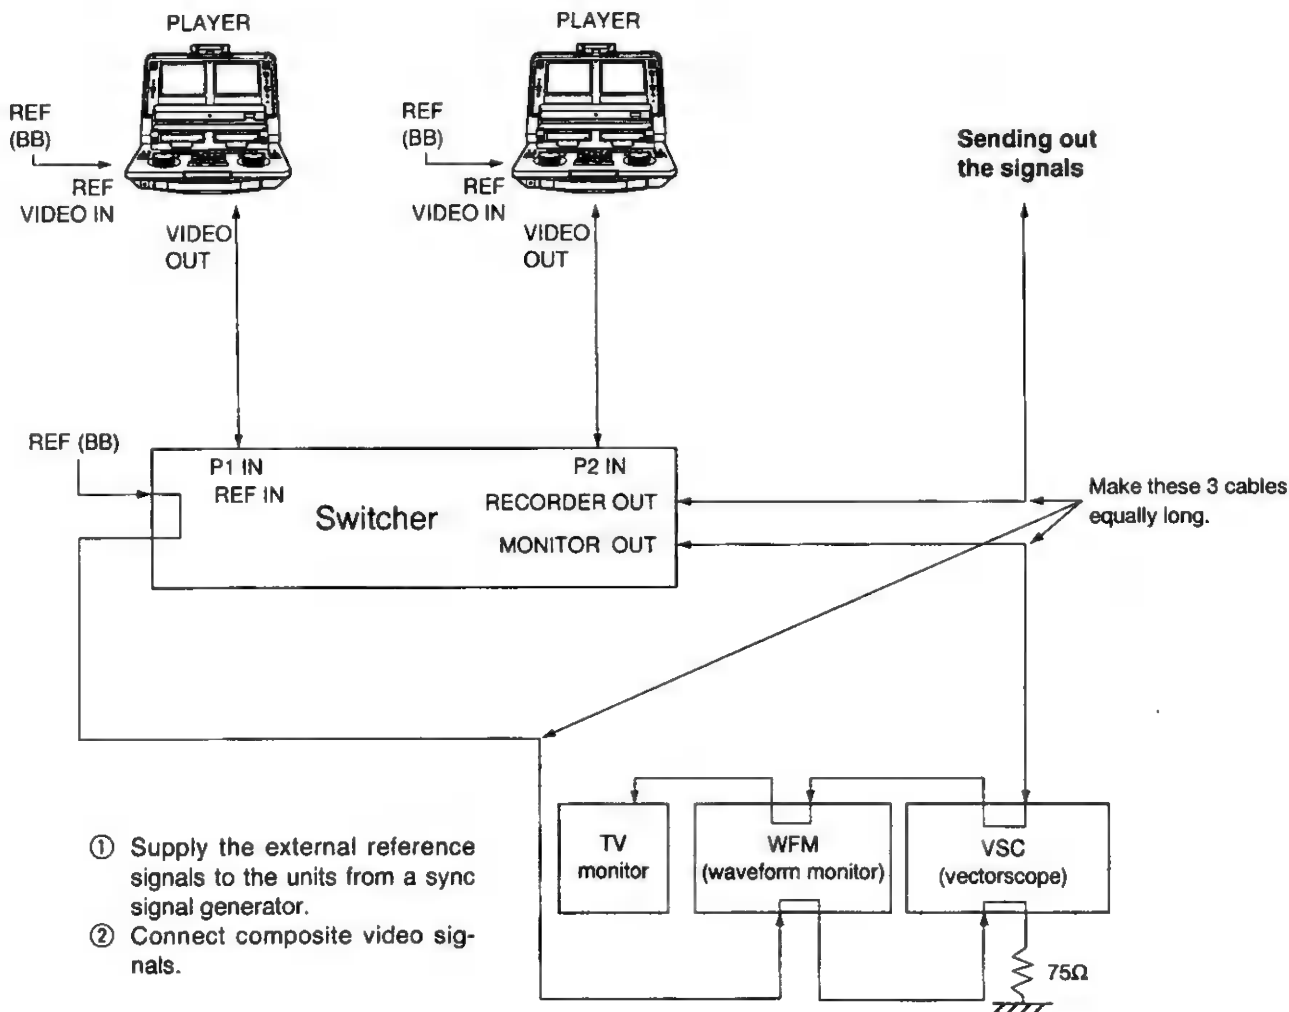 PLAYER
PLAYER
REF
(BB)
REF
VIDEO IN
REF
(BB)
REF
VIDEO IN
Sending out
the signals
VIDEO
OUT
VIDEO
OUT
REF (BB)
P1 IN
REF IN
P2 IN
Switcher
RECORDER OUT
MONITOR OUT
Make these 3 cables
equally long.
TV
monitor
WFM
(waveform monitor)
VSC
(vectorscope)
75Ω
① Supply the external reference
signals to the units from a sync
signal generator.
② Connect composite video sig-
nals.